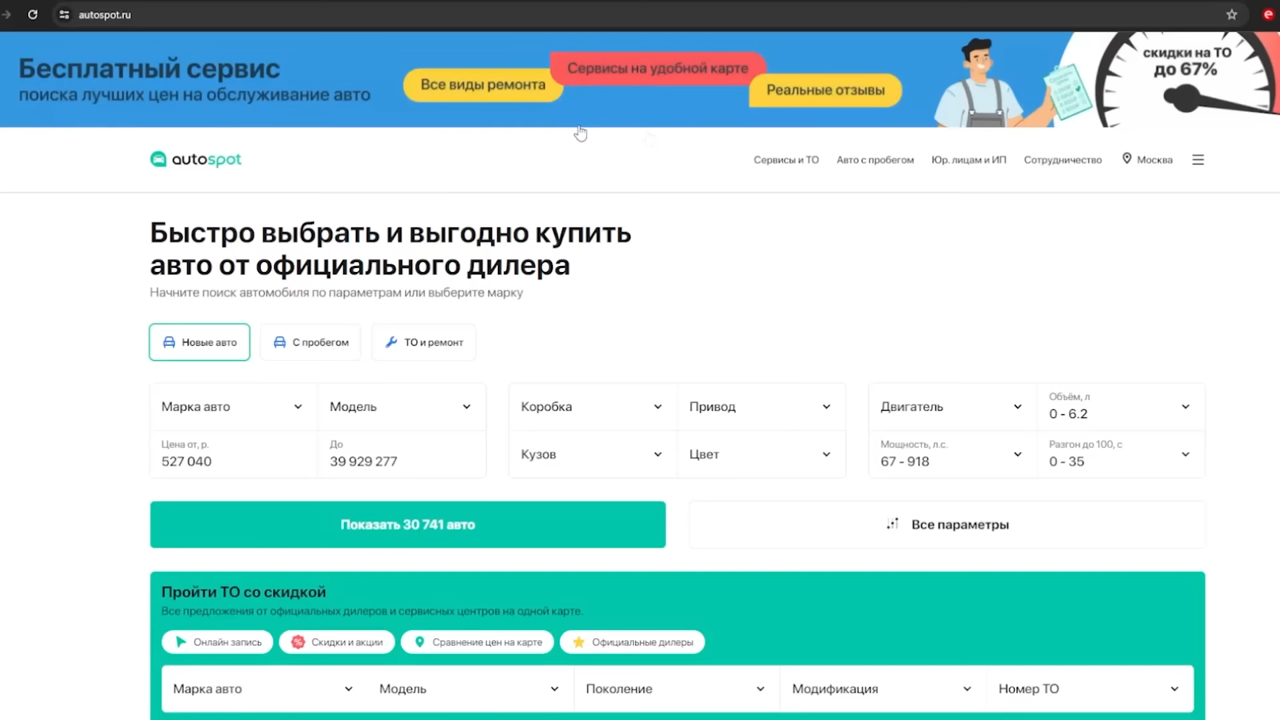 autospot.ru
Бесплатный сервис
поиска лучших цен на обслуживание авто
Все виды ремонта
Сервисы на удобной карте
Реальные отзывы
скидки на ТО
до 67%
autospot
Сервисы и ТО
Авто с пробегом
Юр. лицам и ИП
Сотрудничество
Москва
Быстро выбрать и выгодно купить
авто от официального дилера
Начните поиск автомобиля по параметрам или выберите марку
Новые авто
С пробегом
ТО и ремонт
Марка авто
Модель
Цена от, р.
527 040
До
39 929 277
Коробка
Привод
Кузов
Цвет
Двигатель
Объём, л
0 - 6.2
Мощность, л.с.
67 - 918
Разгон до 100, с
0 - 35
Показать 30 741 авто
Все параметры
Пройти ТО со скидкой
Все предложения от официальных дилеров и сервисных центров на одной карте.
Онлайн запись
Скидки и акции
Сравнение цен на карте
Официальные дилеры
Марка авто
Модель
Поколение
Модификация
Номер ТО